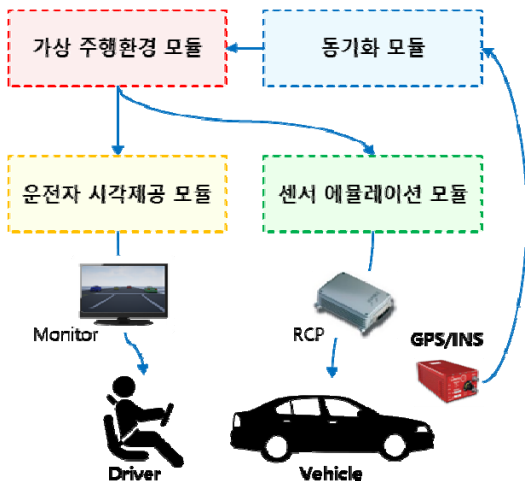 가상 주행환경 모듈
동기화 모듈
운전자 시각제공 모듈
센서 에뮬레이션 모듈
Monitor
RCP
GPS/INS
Driver
Vehicle